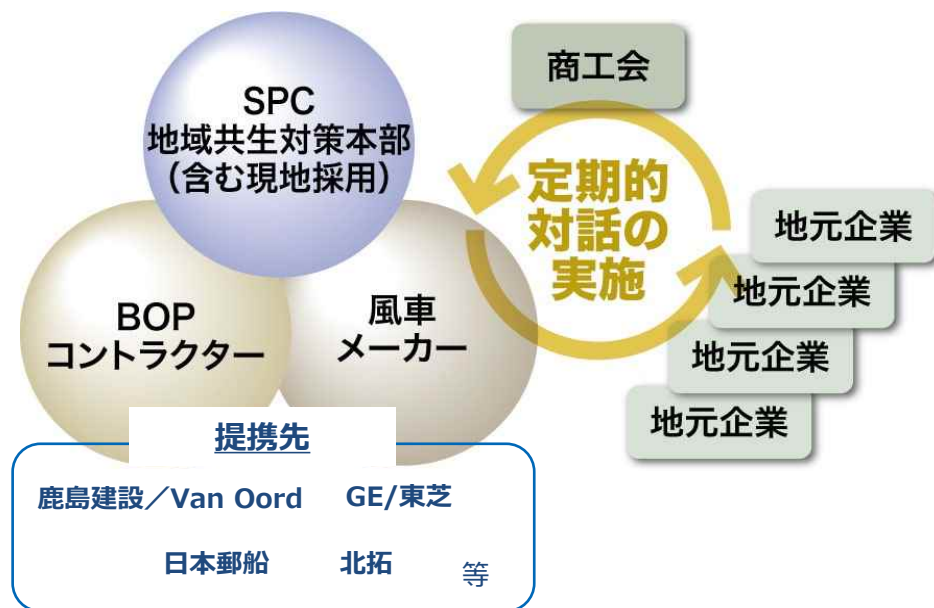 SPC
地域共生対策本部
（含む現地採用）
BOP
コントラクター
風車
メーカー
商工会
定期的
対話の
実施
地元企業
地元企業
地元企業
地元企業
提携先
鹿島建設／Van Oord GE/東芝
日本郵船 北拓 等